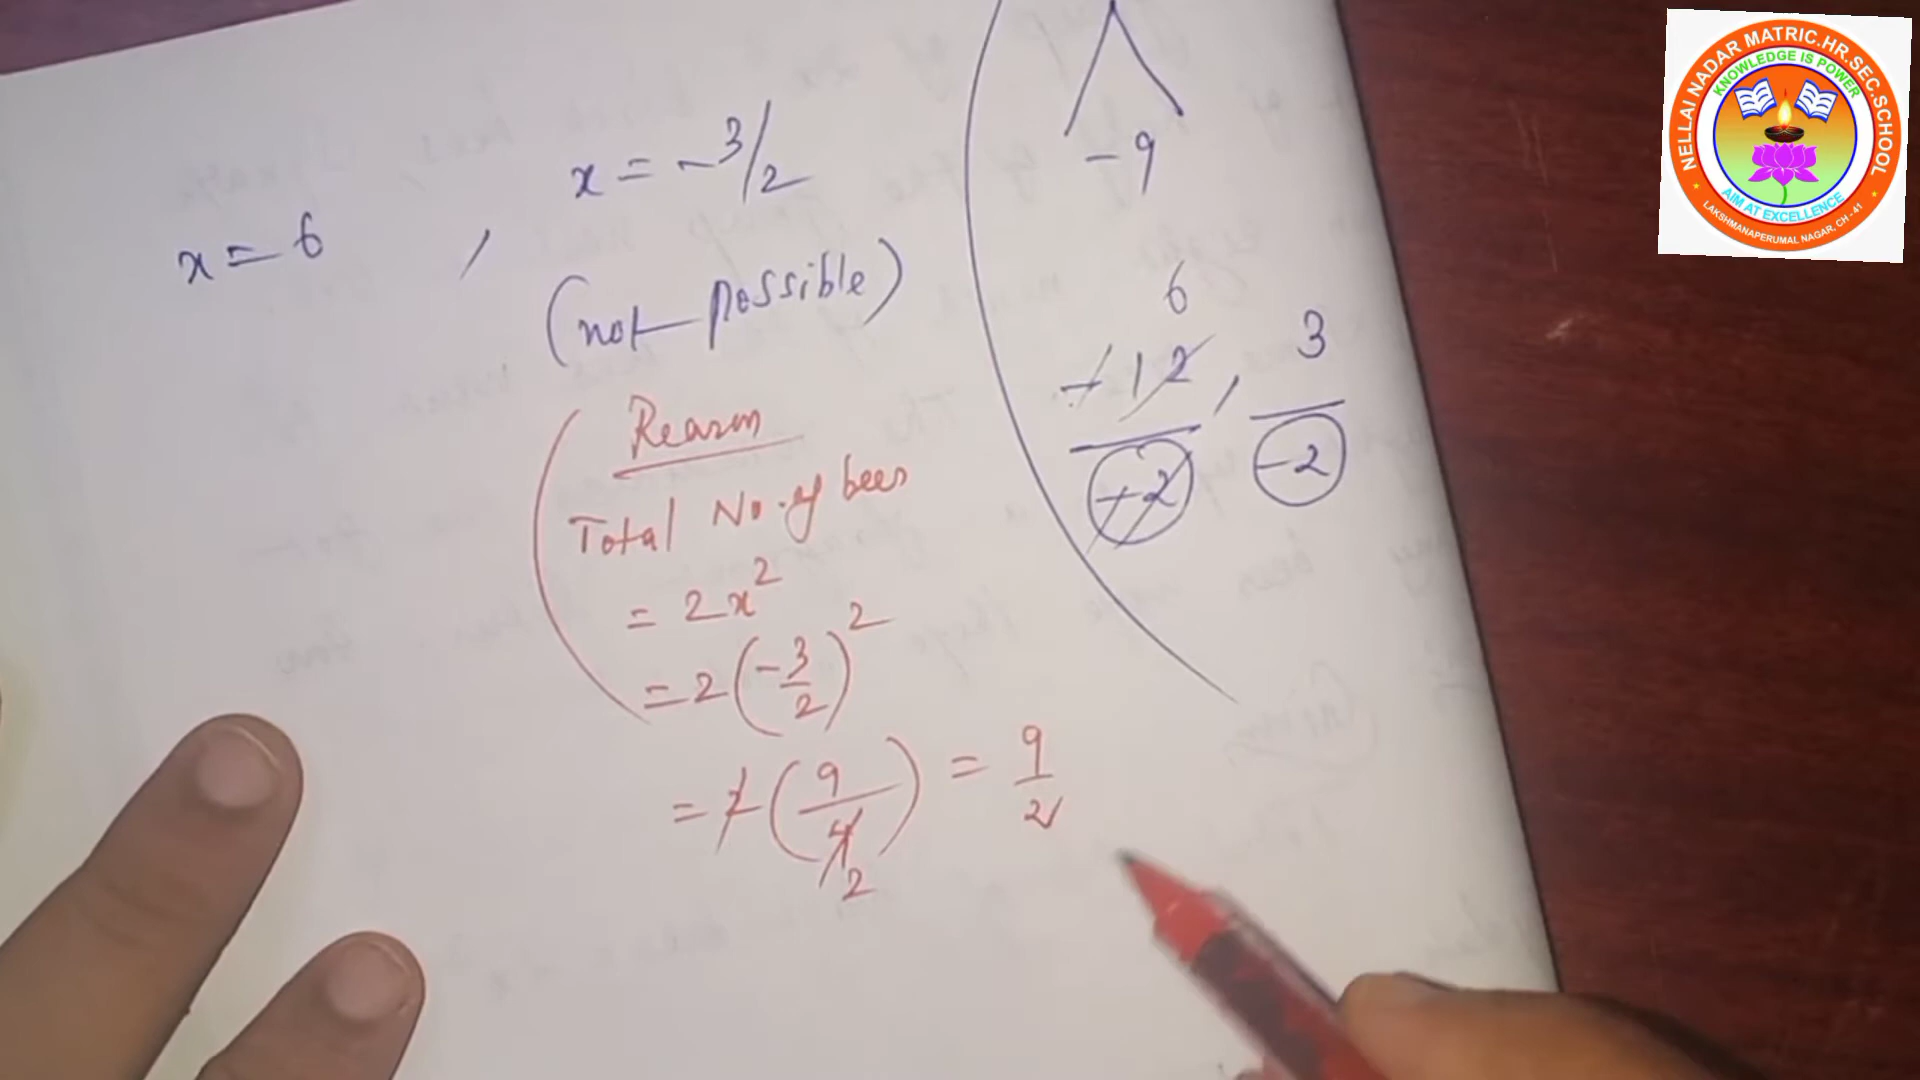 x = 6 , x = -3/2
(not possible)
Reason
Total No. of bees
= 2x²
= 2(-3/2)²
= 2(9/4) = 9/2
2
-9
6
-12/+2 , 3/-2
NELLAI NADAR MATRIC.HR.SEC.SCHOOL
KNOWLEDGE IS POWER
AIM AT EXCELLENCE
LAKSHMANAPERUMAL NAGAR, CH - 41